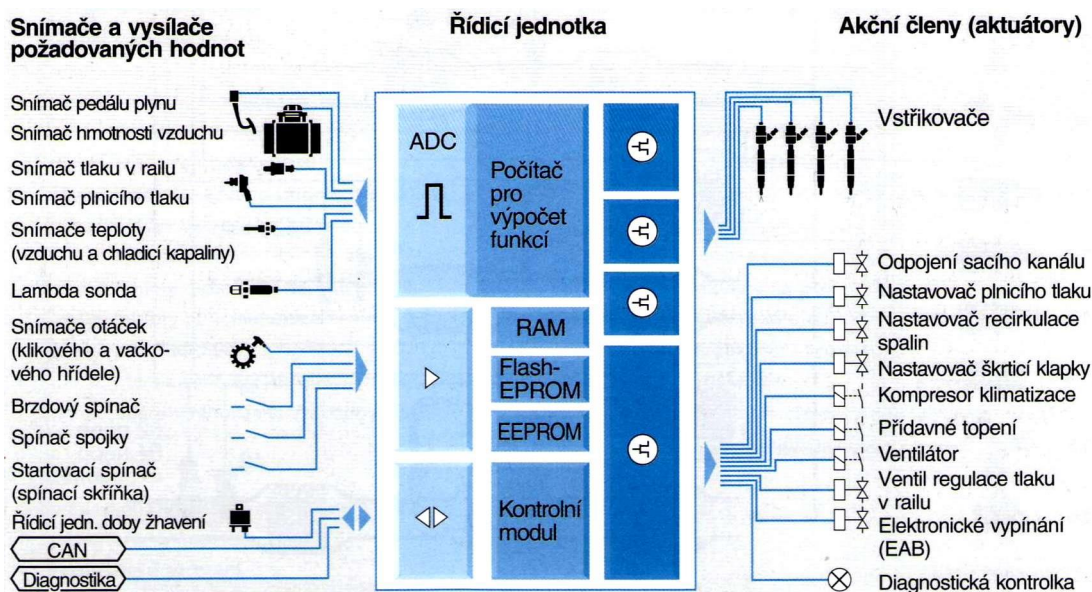 Snímače a vysílače
požadovaných hodnot
Snímač pedálu plynu
Snímač hmotnosti vzduchu
Snímač tlaku v railu
Snímač plnicího tlaku
Snímače teploty
(vzduchu a chladicí kapaliny)
Lambda sonda
Snímače otáček
(klikového a vačko-
vého hřídele)
Brzdový spínač
Spínač spojky
Startovací spínač
(spínací skříňka)
Řídicí jedn. doby žhavení
CAN
Diagnostika
Řídicí jednotka
ADC
Počítač
pro
výpočet
funkcí
RAM
Flash-
EPROM
EEPROM
Kontrolní
modul
Akční členy (aktuátory)
Vstřikovače
Odpojení sacího kanálu
Nastavovač plnicího tlaku
Nastavovač recirkulace
spalin
Nastavovač škrticí klapky
Kompresor klimatizace
Přídavné topení
Ventilátor
Ventil regulace tlaku
v railu
Elektronické vypínání
(EAB)
Diagnostická kontrolka